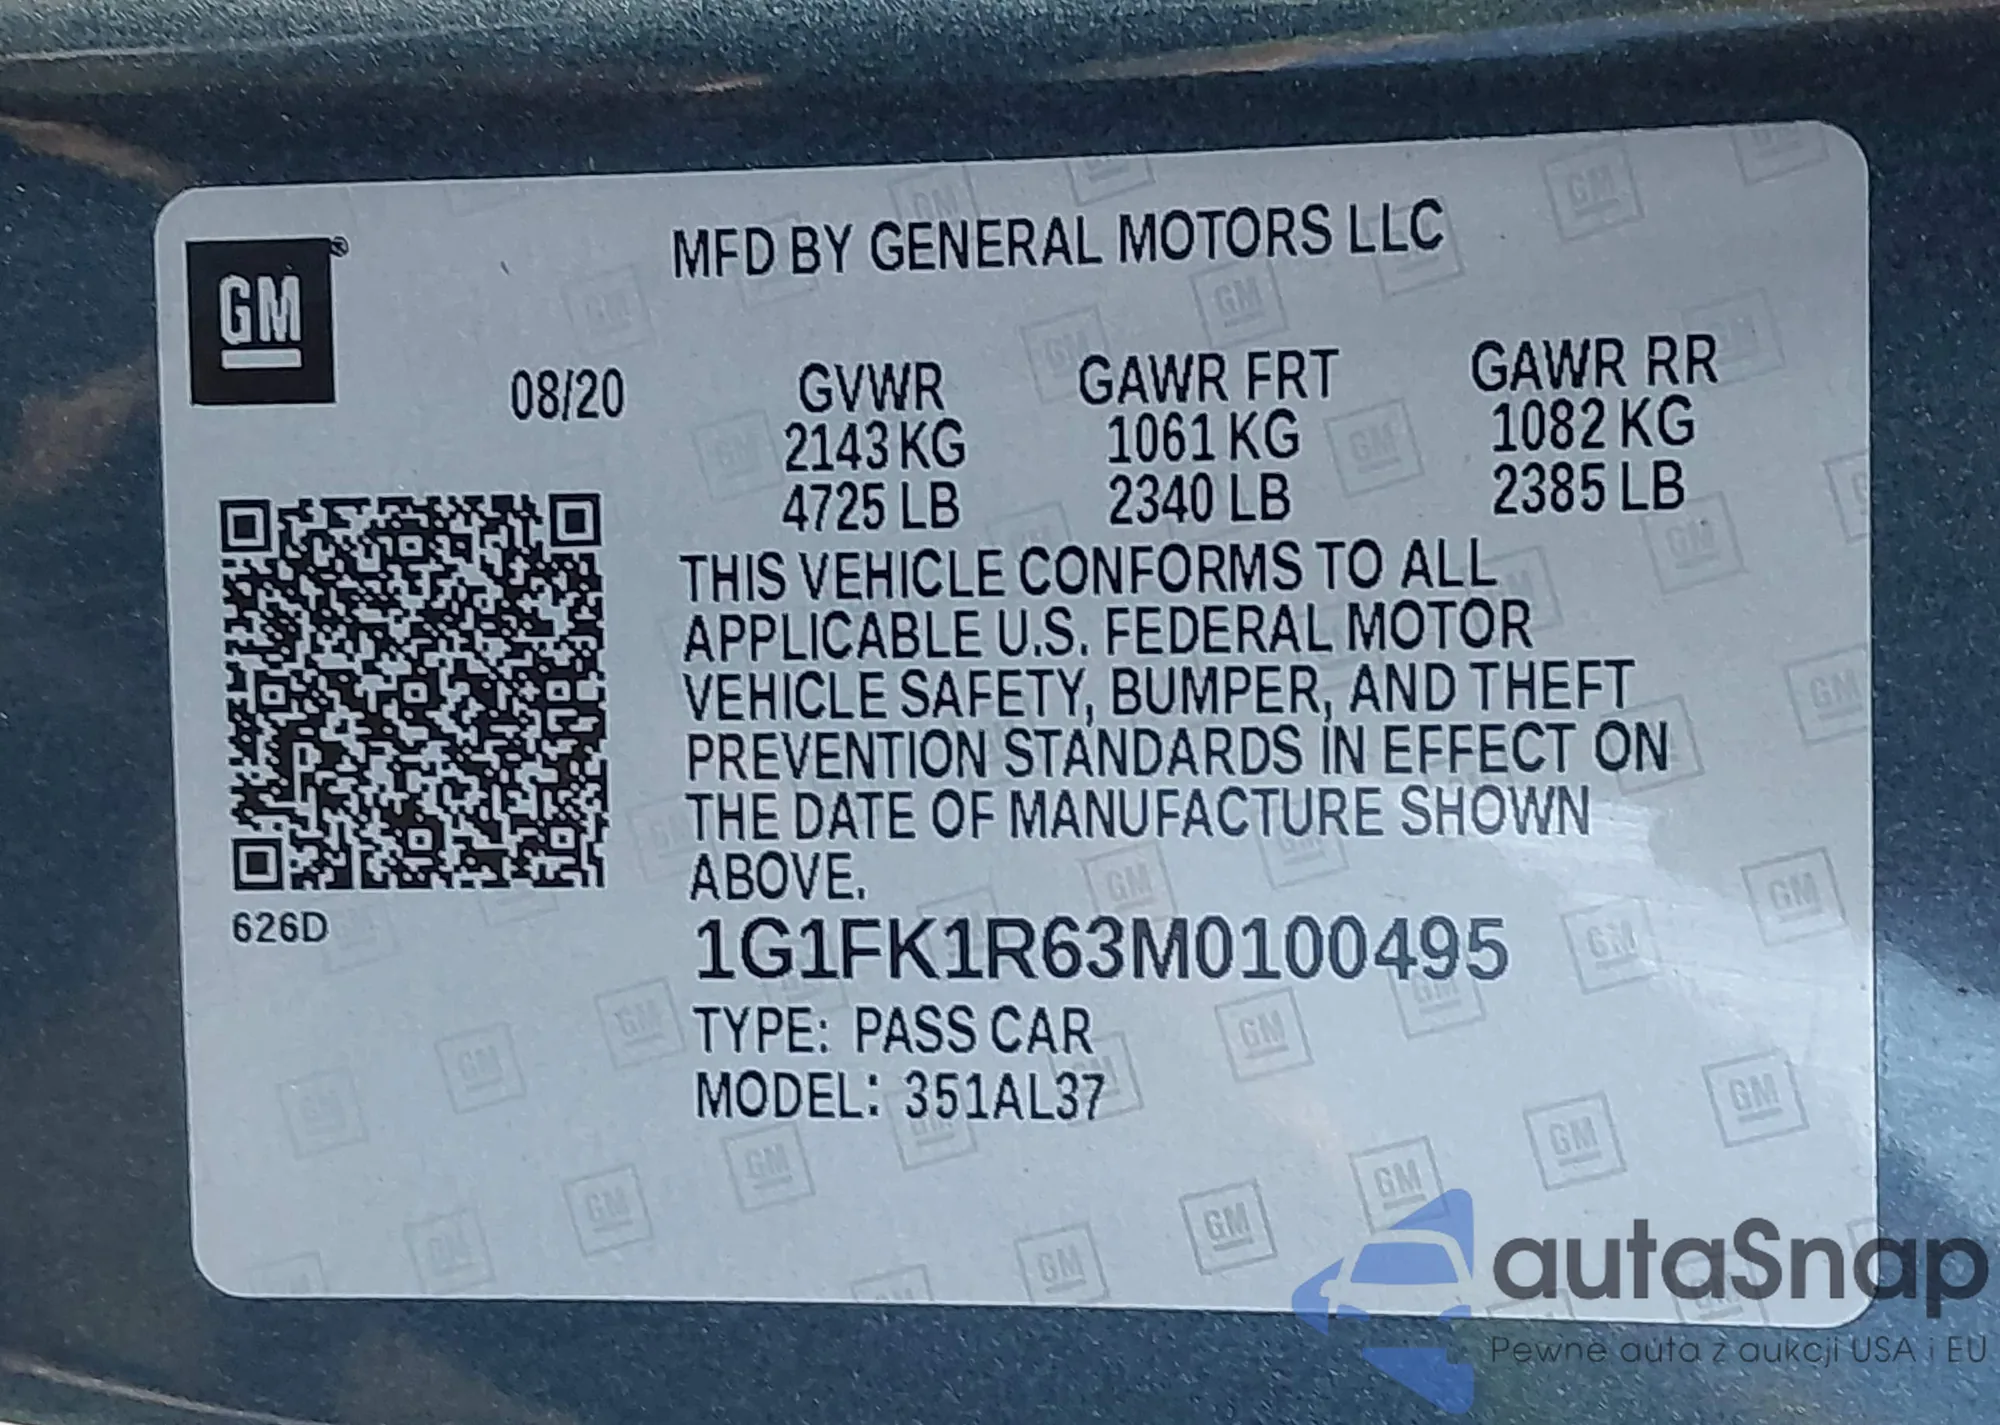 MFD BY GENERAL MOTORS LLC
GM®
08/20
GVWR GAWR FRT GAWR RR
2143 KG 1061 KG 1082 KG
4725 LB 2340 LB 2385 LB
THIS VEHICLE CONFORMS TO ALL
APPLICABLE U.S. FEDERAL MOTOR
VEHICLE SAFETY, BUMPER, AND THEFT
PREVENTION STANDARDS IN EFFECT ON
THE DATE OF MANUFACTURE SHOWN
ABOVE.
626D
1G1FK1R63M0100495
TYPE: PASS CAR
MODEL: 351AL37
autaSnap
Pewne auta z aukcji USA i EU